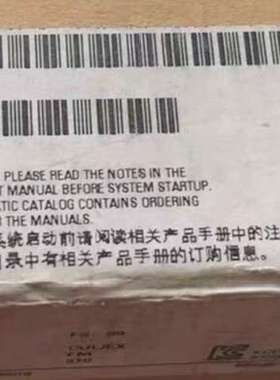 PLEASE READ THE NOTES IN THE
T MANUAL BEFORE SYSTEM STARTUP.
ATIC CATALOG CONTAINS ORDERING
R THE MANUALS.
系统启动前请阅读相关产品手册中的注
目录中有相关产品手册的订购信息。